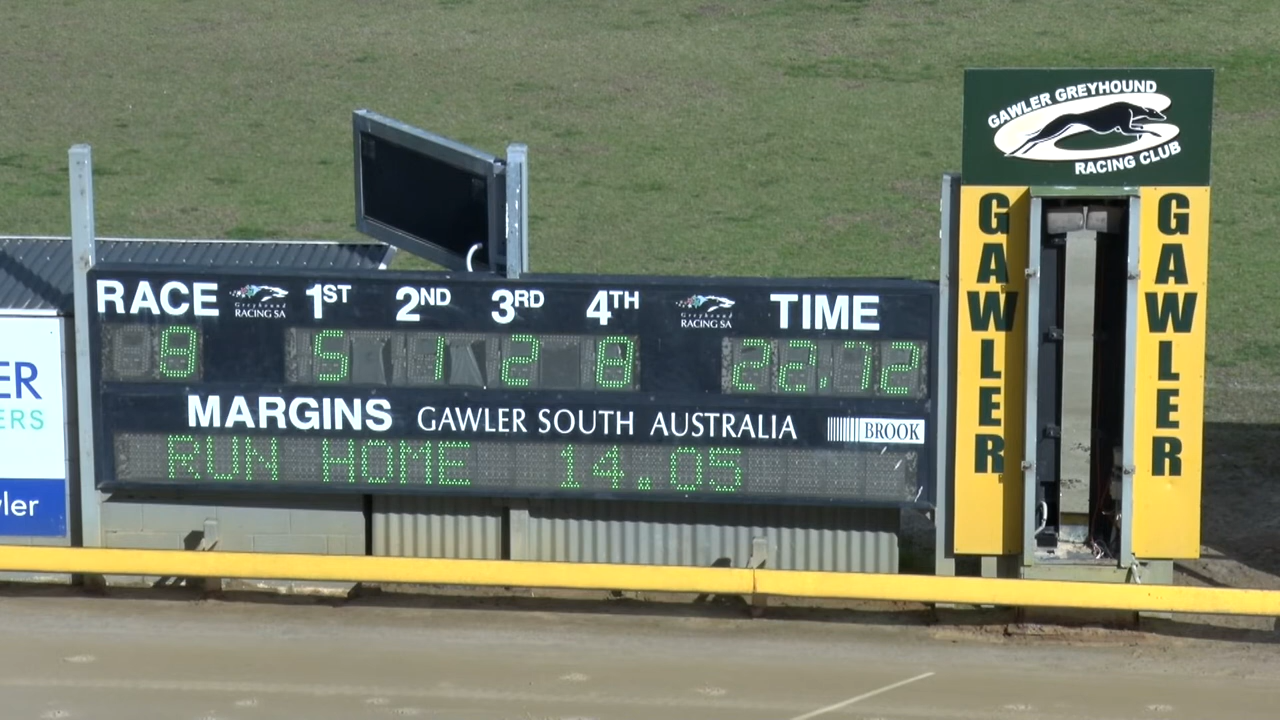 GAWLER GREYHOUND
RACING CLUB
GAWLER
GAWLER
RACE
Greyhound
RACING SA
1ST 2ND 3RD 4TH
Greyhound
RACING SA
TIME
8 5 1 2 8 22.72
MARGINS GAWLER SOUTH AUSTRALIA BROOK
RUN HOME 14.05
ER
ERS
ler